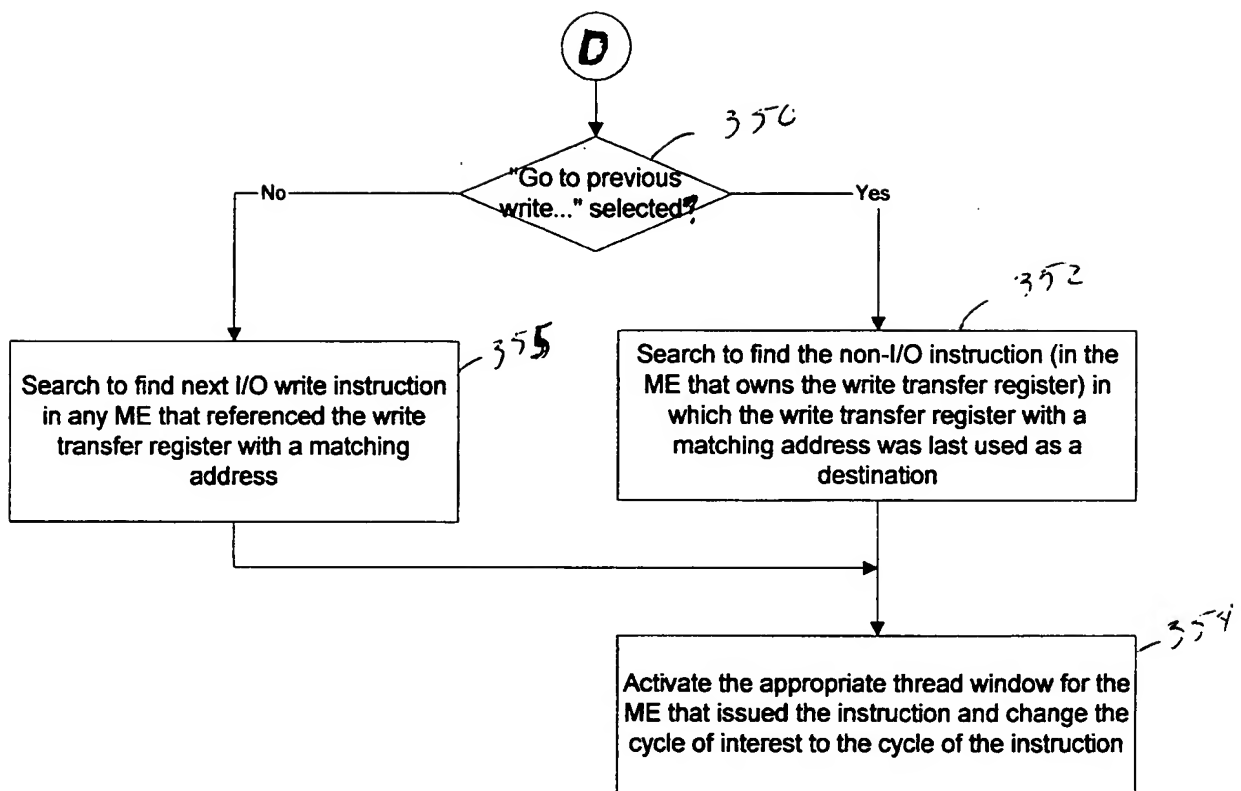 D
350
"Go to previous
write..." selected?
No
Yes
352
355
Search to find next I/O write instruction
in any ME that referenced the write
transfer register with a matching
address
Search to find the non-I/O instruction (in the
ME that owns the write transfer register) in
which the write transfer register with a
matching address was last used as a
destination
354
Activate the appropriate thread window for the
ME that issued the instruction and change the
cycle of interest to the cycle of the instruction